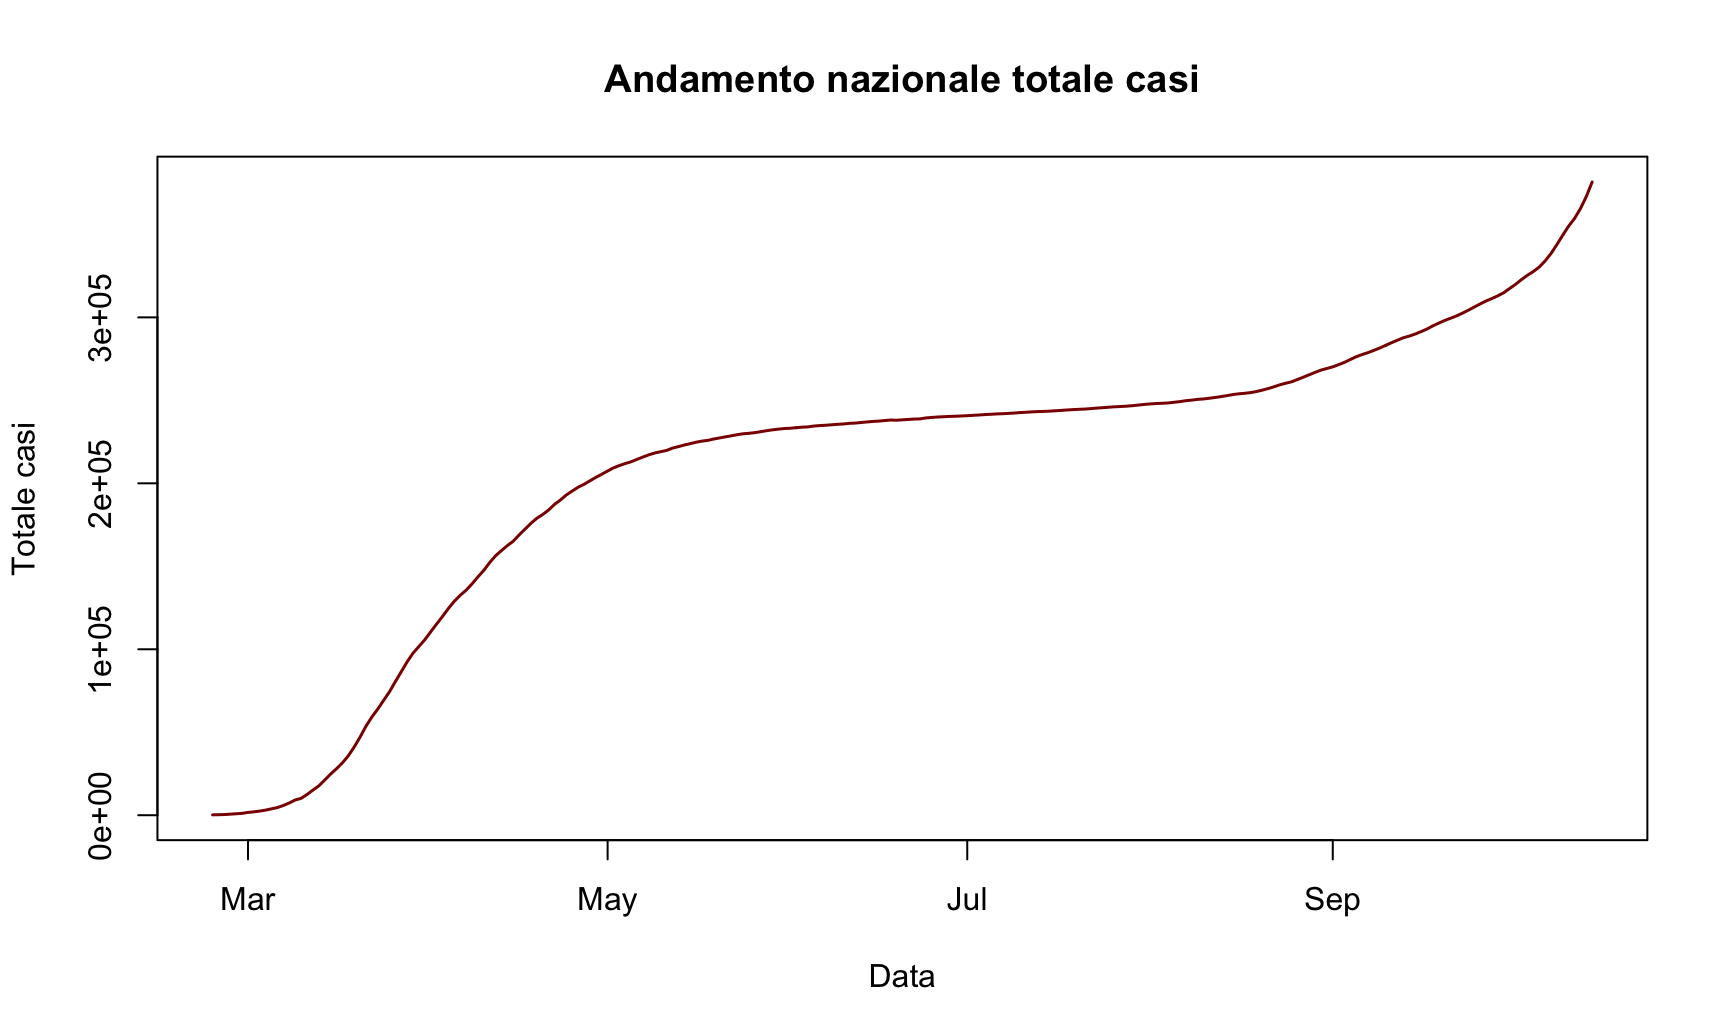 Andamento nazionale totale casi
Totale casi
3e+05
2e+05
1e+05
0e+00
Mar
May
Jul
Sep
Data